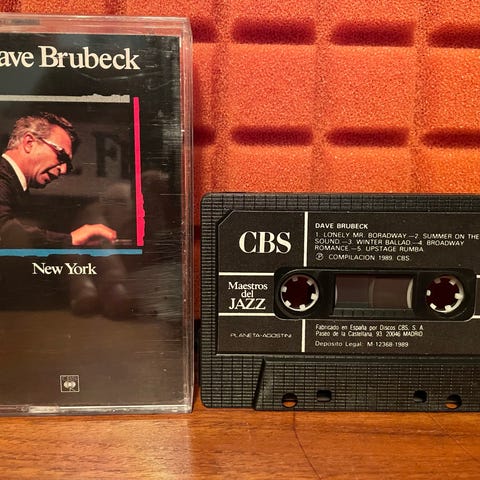 ave Brubeck
New York
CBS
Maestros
del
JAZZ
PLANETA-AGOSTINI
DAVE BRUBECK
1. LONELY MR. BORADWAY.—2. SUMMER ON THE
SOUND.—3. WINTER BALLAD.—4. BROADWAY
ROMANCE.—5. UPSTAGE RUMBA.
Ⓟ COMPILACION 1989. CBS.
Fabricado en España por Discos CBS, S. A.
Paseo de la Castellana, 93. 20046 MADRID
Deposito Legal: M-12368-1989